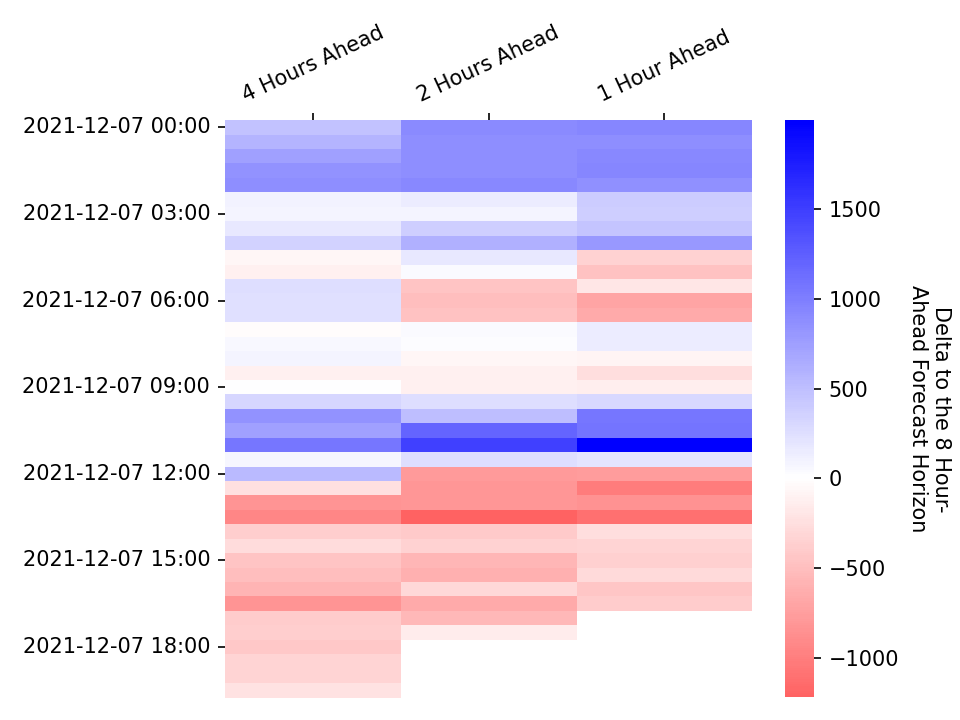 4 Hours Ahead
2 Hours Ahead
1 Hour Ahead
2021-12-07 00:00
2021-12-07 03:00
2021-12-07 06:00
2021-12-07 09:00
2021-12-07 12:00
2021-12-07 15:00
2021-12-07 18:00
1500
1000
500
0
−500
−1000
Delta to the 8 Hour-
Ahead Forecast Horizon